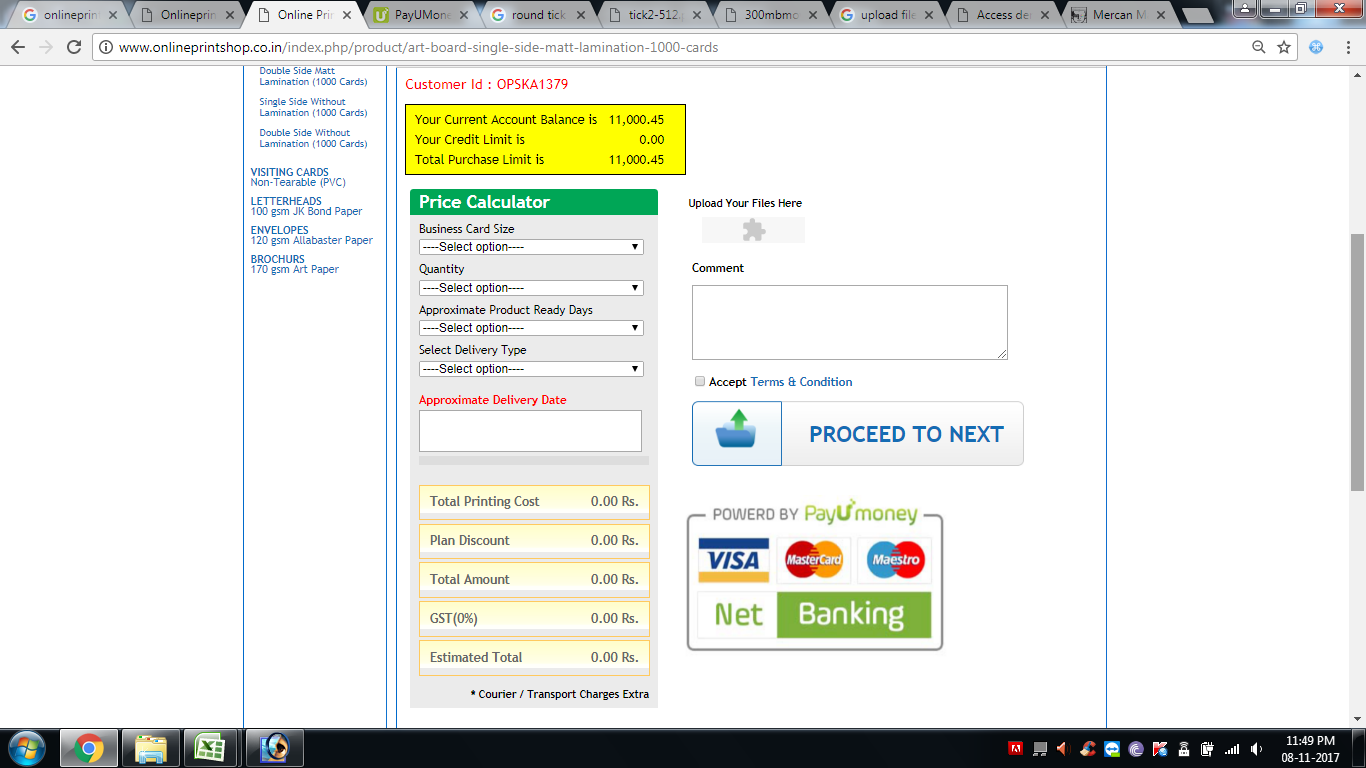 onlineprin
Onlineprin
Online Prin
PayUMone
round tick
tick2-512.
300mbmo
upload file
Access de
Mercan M
www.onlineprintshop.co.in/index.php/product/art-board-single-side-matt-lamination-1000-cards
Double Side Matt
Lamination (1000 Cards)
Single Side Without
Lamination (1000 Cards)
Double Side Without
Lamination (1000 Cards)
VISITING CARDS
Non-Tearable (PVC)
LETTERHEADS
100 gsm JK Bond Paper
ENVELOPES
120 gsm Allabaster Paper
BROCHURS
170 gsm Art Paper
Customer Id : OPSKA1379
Your Current Account Balance is 11,000.45
Your Credit Limit is 0.00
Total Purchase Limit is 11,000.45
Price Calculator
Business Card Size
----Select option----
Quantity
----Select option----
Approximate Product Ready Days
----Select option----
Select Delivery Type
----Select option----
Approximate Delivery Date
Total Printing Cost 0.00 Rs.
Plan Discount 0.00 Rs.
Total Amount 0.00 Rs.
GST(0%) 0.00 Rs.
Estimated Total 0.00 Rs.
* Courier / Transport Charges Extra
Upload Your Files Here
Comment
Accept Terms & Condition
PROCEED TO NEXT
POWERD BY PayUmoney
VISA
MasterCard
Maestro
Net Banking
11:49 PM
08-11-2017